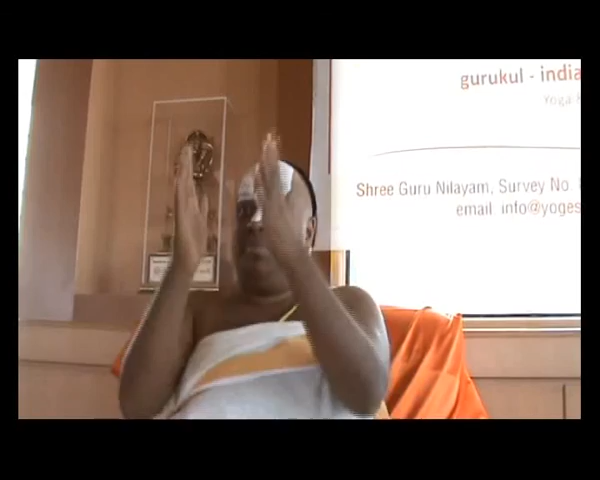 gurukul - india
Yoga
Shree Guru Nilayam, Survey No.
email info@yoges